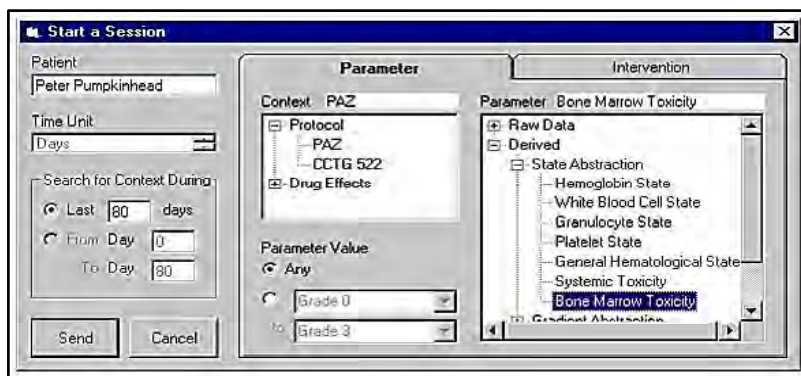 Start a Session
Patient
Peter Pumpkinhead
Time Unit
Days
Search for Context During
Last 80 days
From Day 0
To Day 80
Send Cancel
Parameter Intervention
Context PAZ
Protocol
PAZ
CCTG 522
Drug Effects
Parameter Value
Any
Grade 0
to
Grade 3
Parameter Bone Marrow Toxicity
Raw Data
Derived
State Abstraction
Hemoglobin State
White Blood Cell State
Granulocyte State
Platelet State
General Hematological State
Systemic Toxicity
Bone Marrow Toxicity
Gradient Abstraction